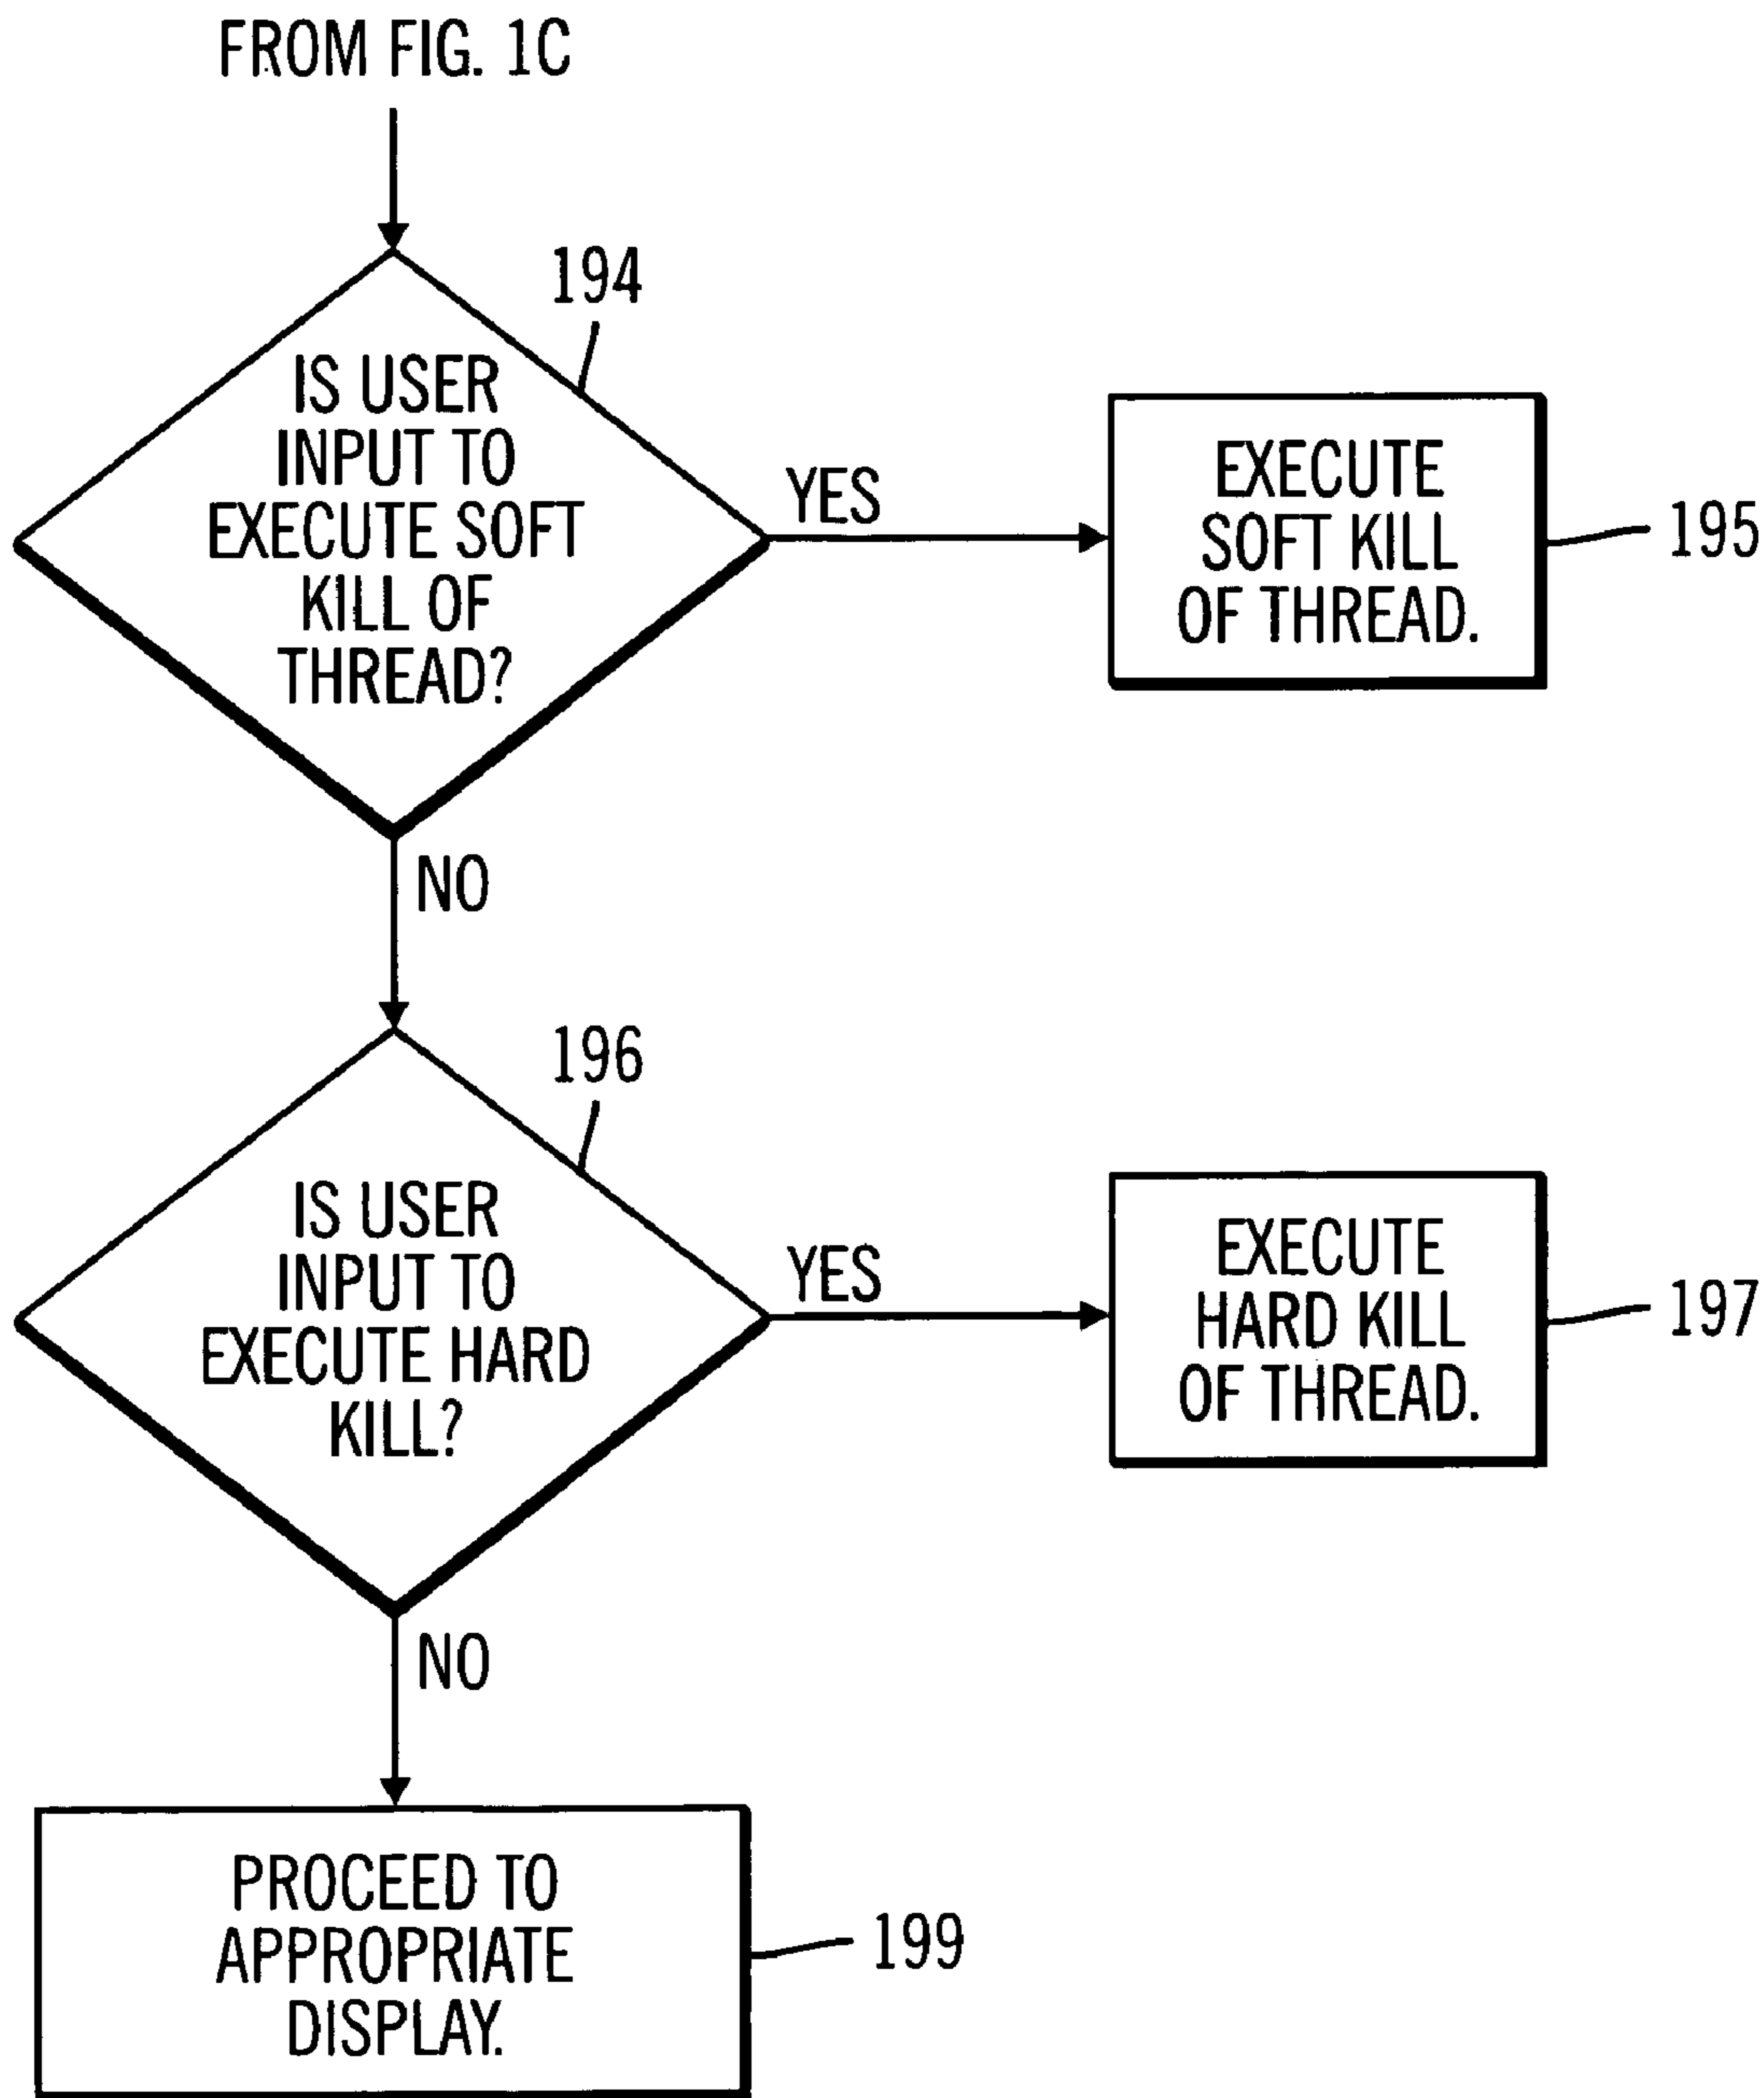 FROM FIG. 1C
194
IS USER
INPUT TO
EXECUTE SOFT
KILL OF
THREAD?
YES
EXECUTE
SOFT KILL
OF THREAD.
195
NO
196
IS USER
INPUT TO
EXECUTE HARD
KILL?
YES
EXECUTE
HARD KILL
OF THREAD.
197
NO
PROCEED TO
APPROPRIATE
DISPLAY.
199